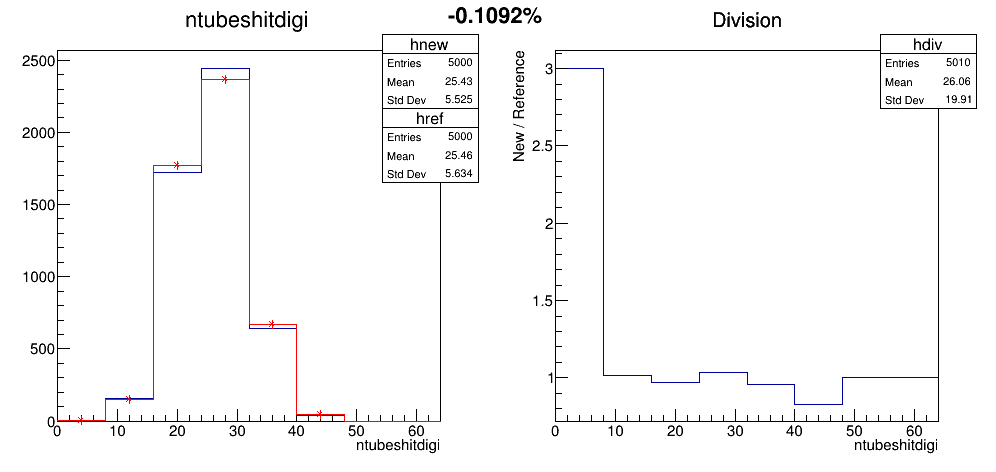 -0.1092%
ntubeshitdigi
hnew
Entries 5000
Mean 25.43
Std Dev 5.525
href
Entries 5000
Mean 25.46
Std Dev 5.634
2500
2000
1500
1000
500
0
0 10 20 30 40 50 60
ntubeshitdigi
Division
hdiv
Entries 5010
Mean 26.06
Std Dev 19.91
New / Reference
3
2.5
2
1.5
1
0 10 20 30 40 50 60
ntubeshitdigi